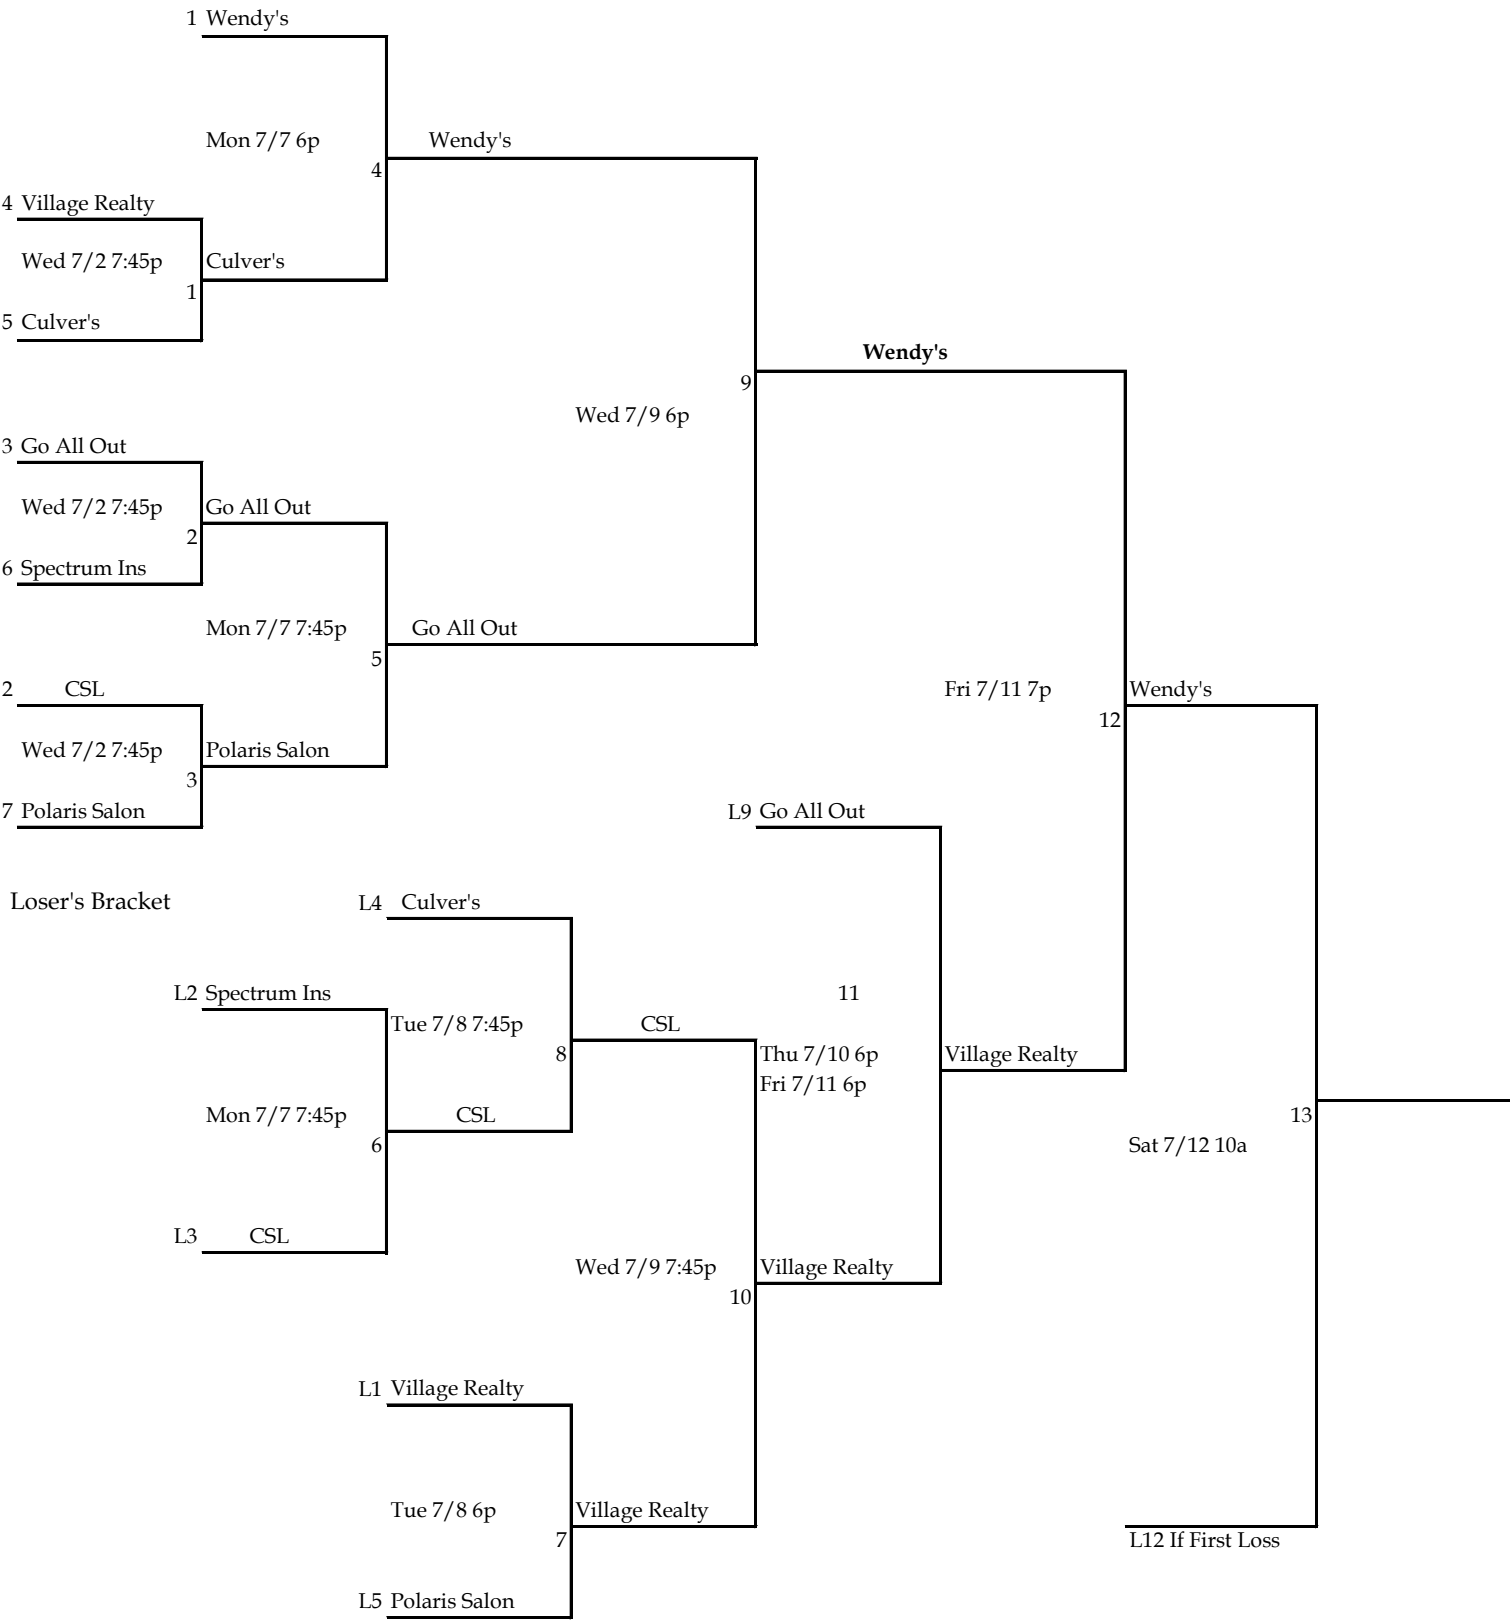 1 Wendy's
Mon 7/7 6p
Wendy's
4
4 Village Realty
Wed 7/2 7:45p
Culver's
1
5 Culver's
Wendy's
9
Wed 7/9 6p
3 Go All Out
Wed 7/2 7:45p
Go All Out
2
6 Spectrum Ins
Mon 7/7 7:45p
Go All Out
5
2 CSL
Fri 7/11 7p
Wendy's
12
Wed 7/2 7:45p
Polaris Salon
3
7 Polaris Salon
L9 Go All Out
Loser's Bracket
L4 Culver's
L2 Spectrum Ins
11
Tue 7/8 7:45p
CSL
8
Thu 7/10 6p
Village Realty
Fri 7/11 6p
Mon 7/7 7:45p
CSL
13
6
Sat 7/12 10a
L3 CSL
Wed 7/9 7:45p
Village Realty
10
L1 Village Realty
Tue 7/8 6p
Village Realty
7
L12 If First Loss
L5 Polaris Salon